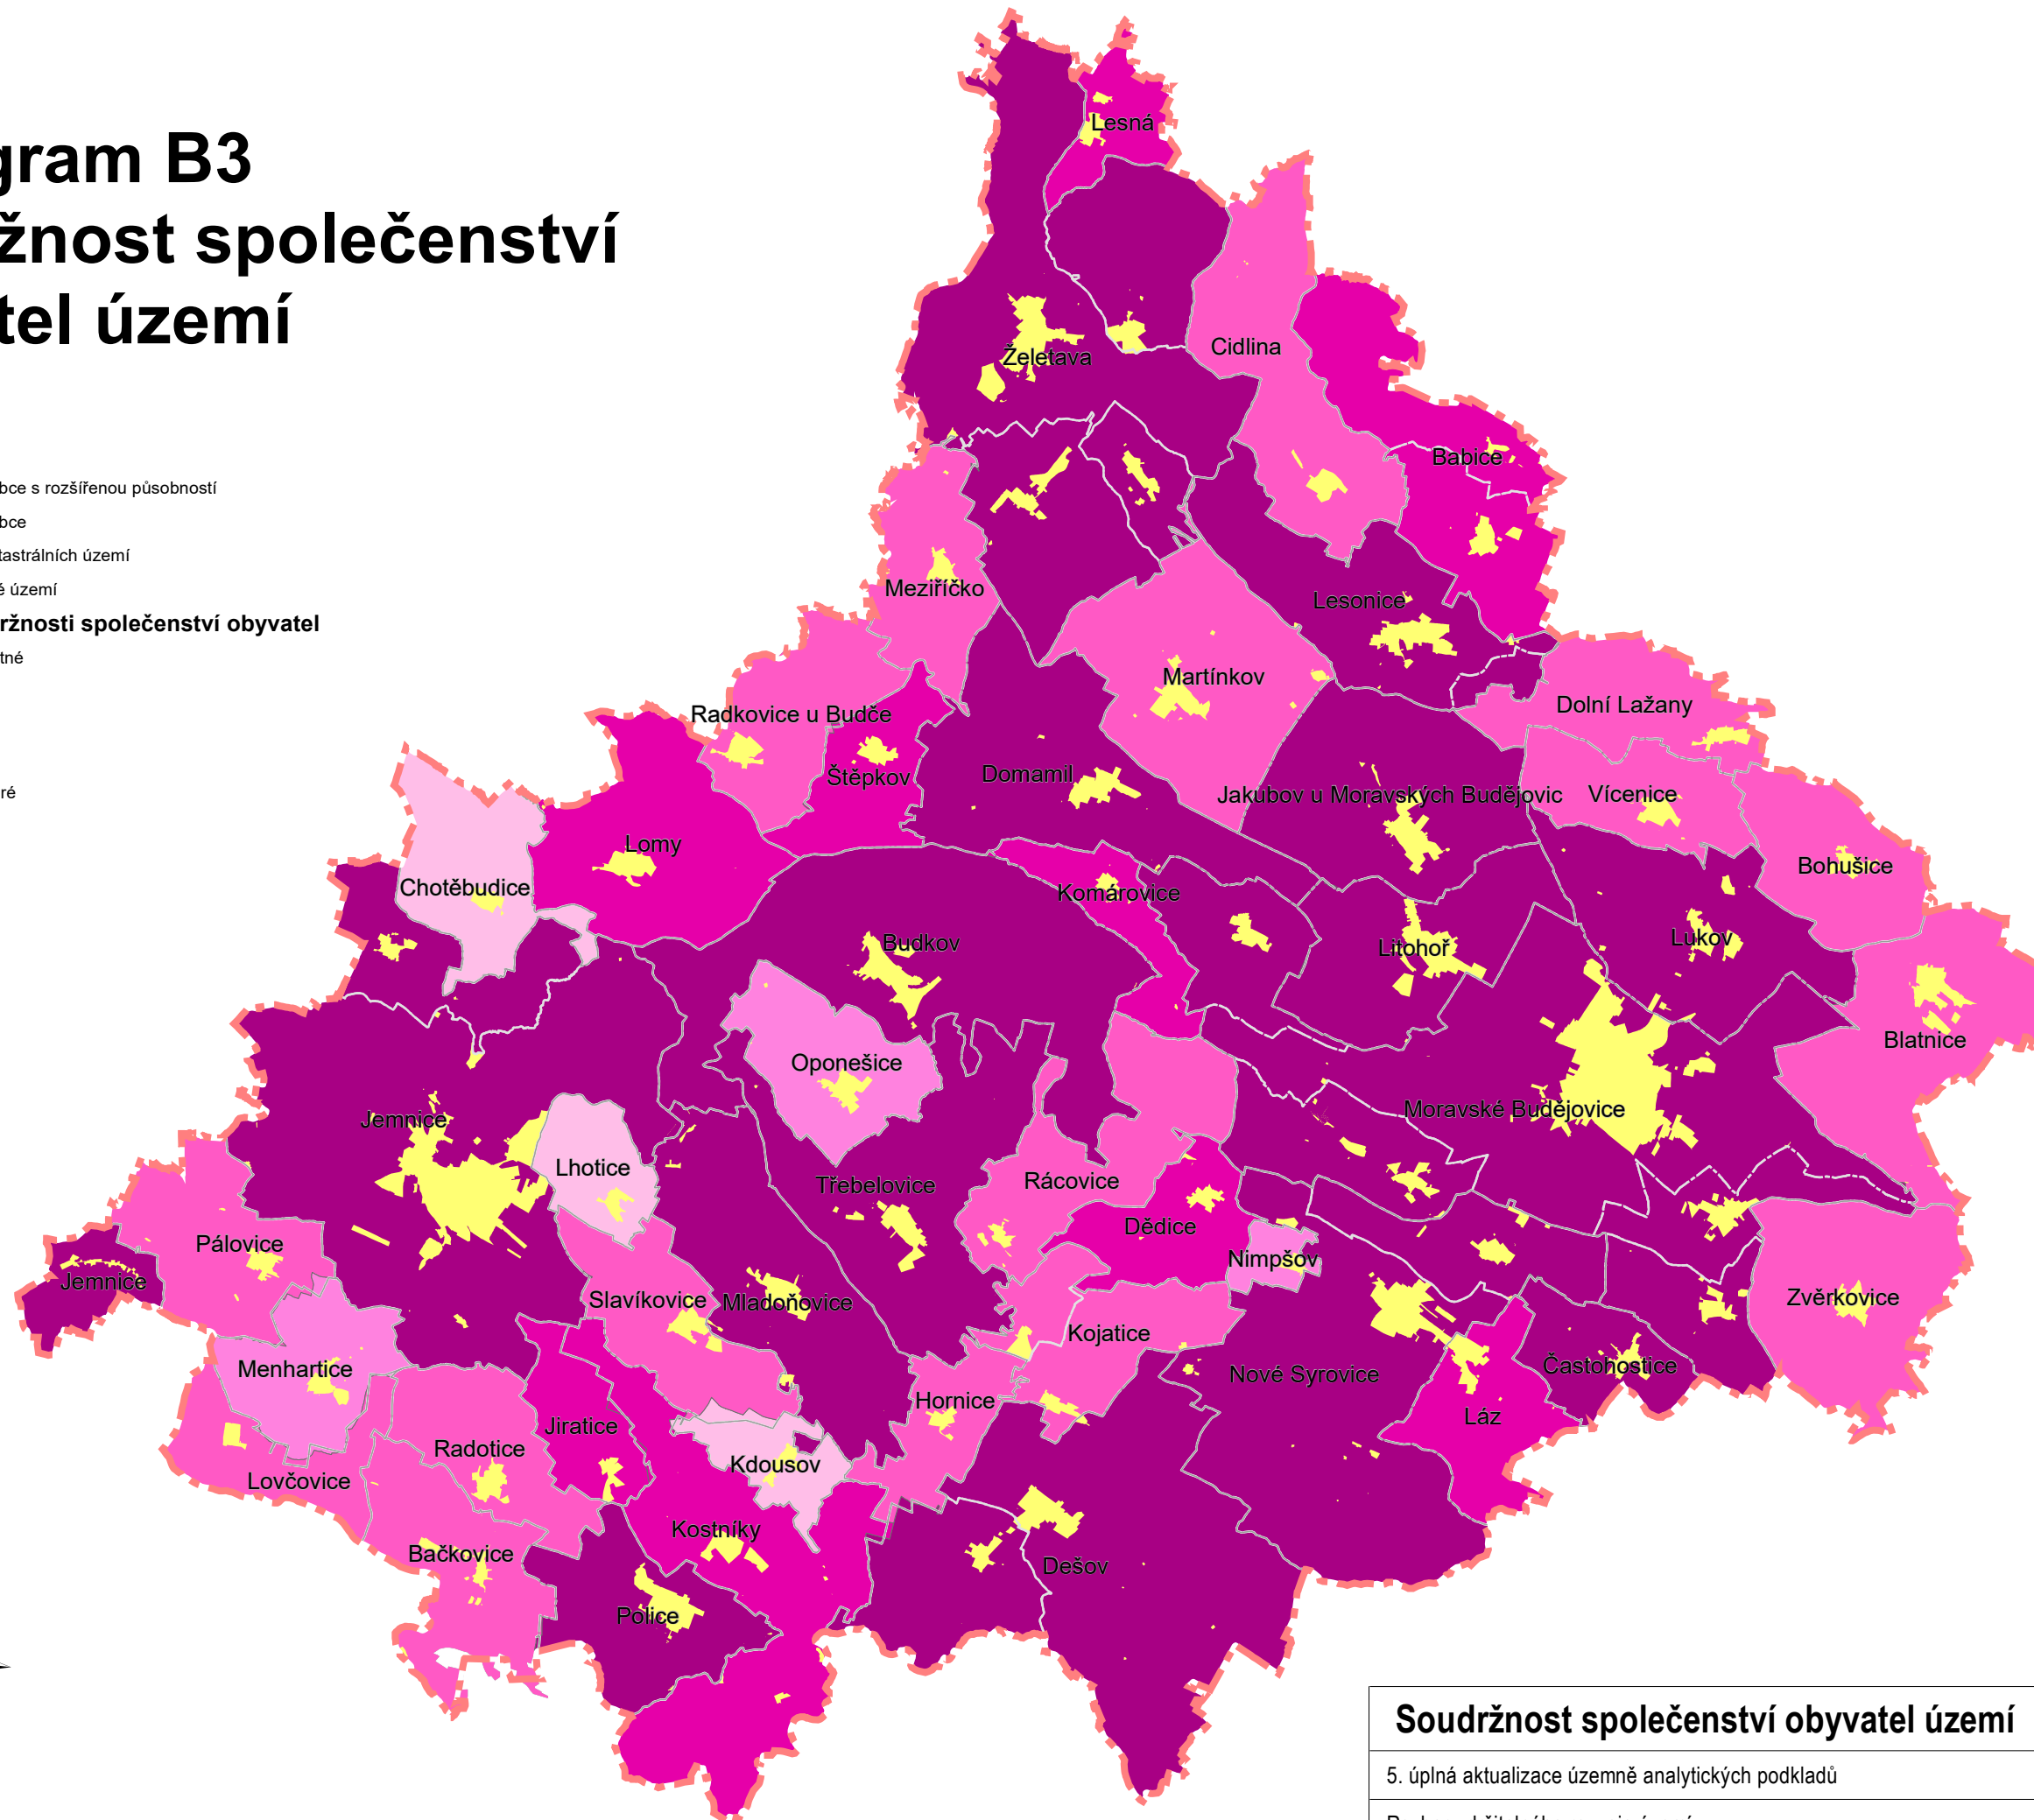 gram B3
žnost společenství
tel území
bce s rozšířenou působností
bce
tastrálních území
é území
ržnosti společenství obyvatel
tné
ré
Lesná
Cidlina
Želetava
Babice
Meziříčko
Lesonice
Martínkov
Dolní Lažany
Radkovice u Budče
Štěpkov
Domamil
Jakubov u Moravských Budějovic
Vícenice
Lomy
Bohušice
Chotěbudice
Komárovice
Budkov
Litohoř
Lukov
Blatnice
Oponešice
Jemnice
Moravské Budějovice
Lhotice
Rácovice
Třebelovice
Dědice
Pálovice
Nimpšov
Jemnice
Slavíkovice
Mladoňovice
Zvěrkovice
Kojatice
Menhartice
Nové Syrovice
Častohostice
Hornice
Láz
Jiratice
Radotice
Kdousov
Lovčovice
Kostníky
Bačkovice
Dešov
Police
Soudržnost společenství obyvatel území
5. úplná aktualizace územně analytických podkladů